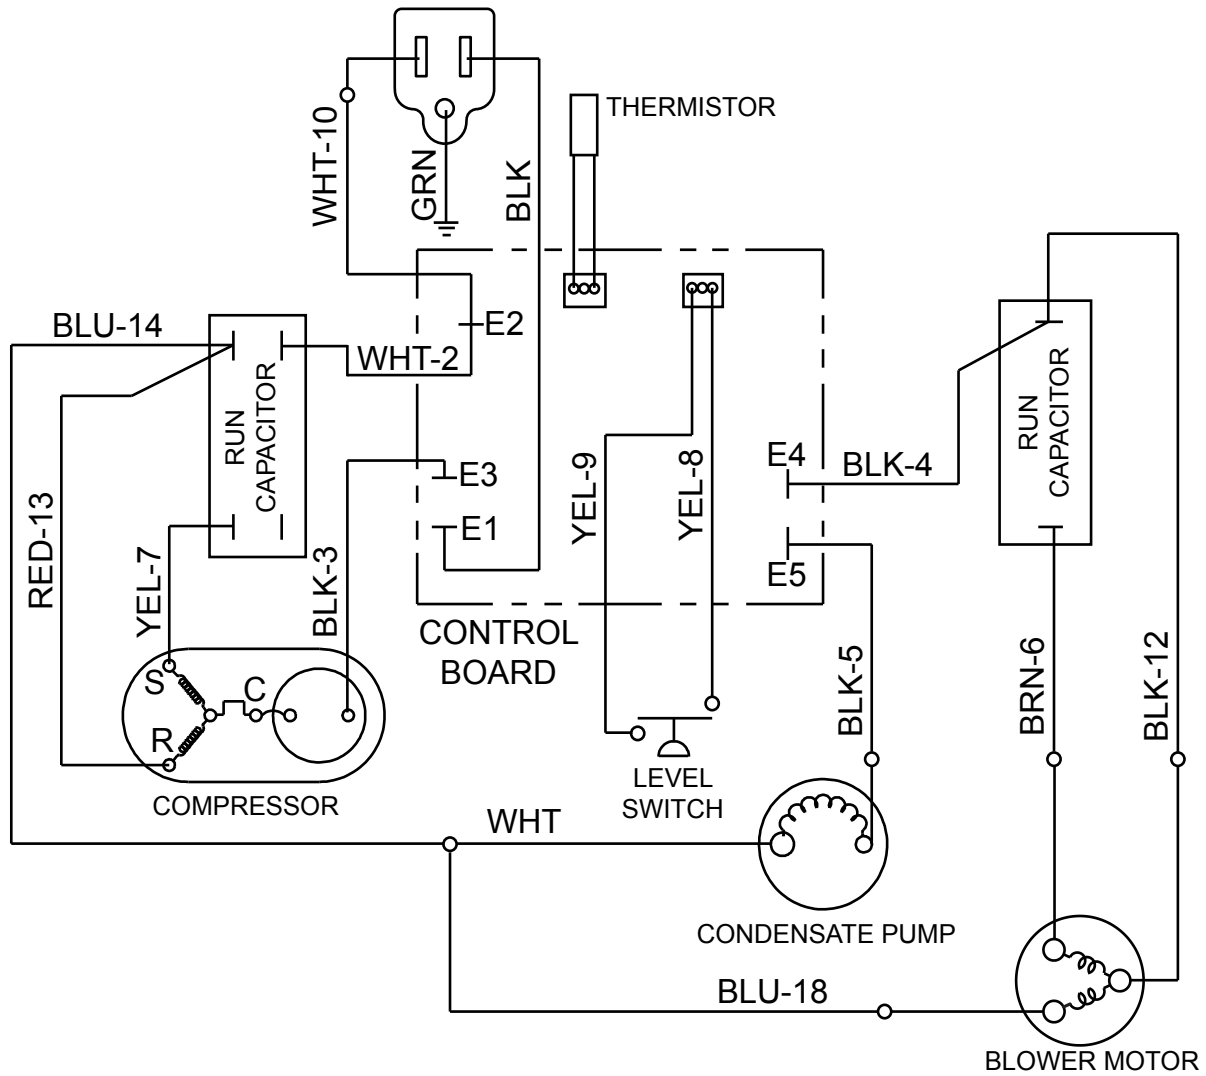 THERMISTOR
WHT-10
GRN
BLK
BLU-14
E2
WHT-2
RUN
CAPACITOR
RUN
CAPACITOR
E4
BLK-4
E3
YEL-9
YEL-8
RED-13
E1
YEL-7
BLK-3
E5
CONTROL
BOARD
BLK-5
BRN-6
BLK-12
S
C
R
LEVEL
SWITCH
COMPRESSOR
WHT
CONDENSATE PUMP
BLU-18
BLOWER MOTOR